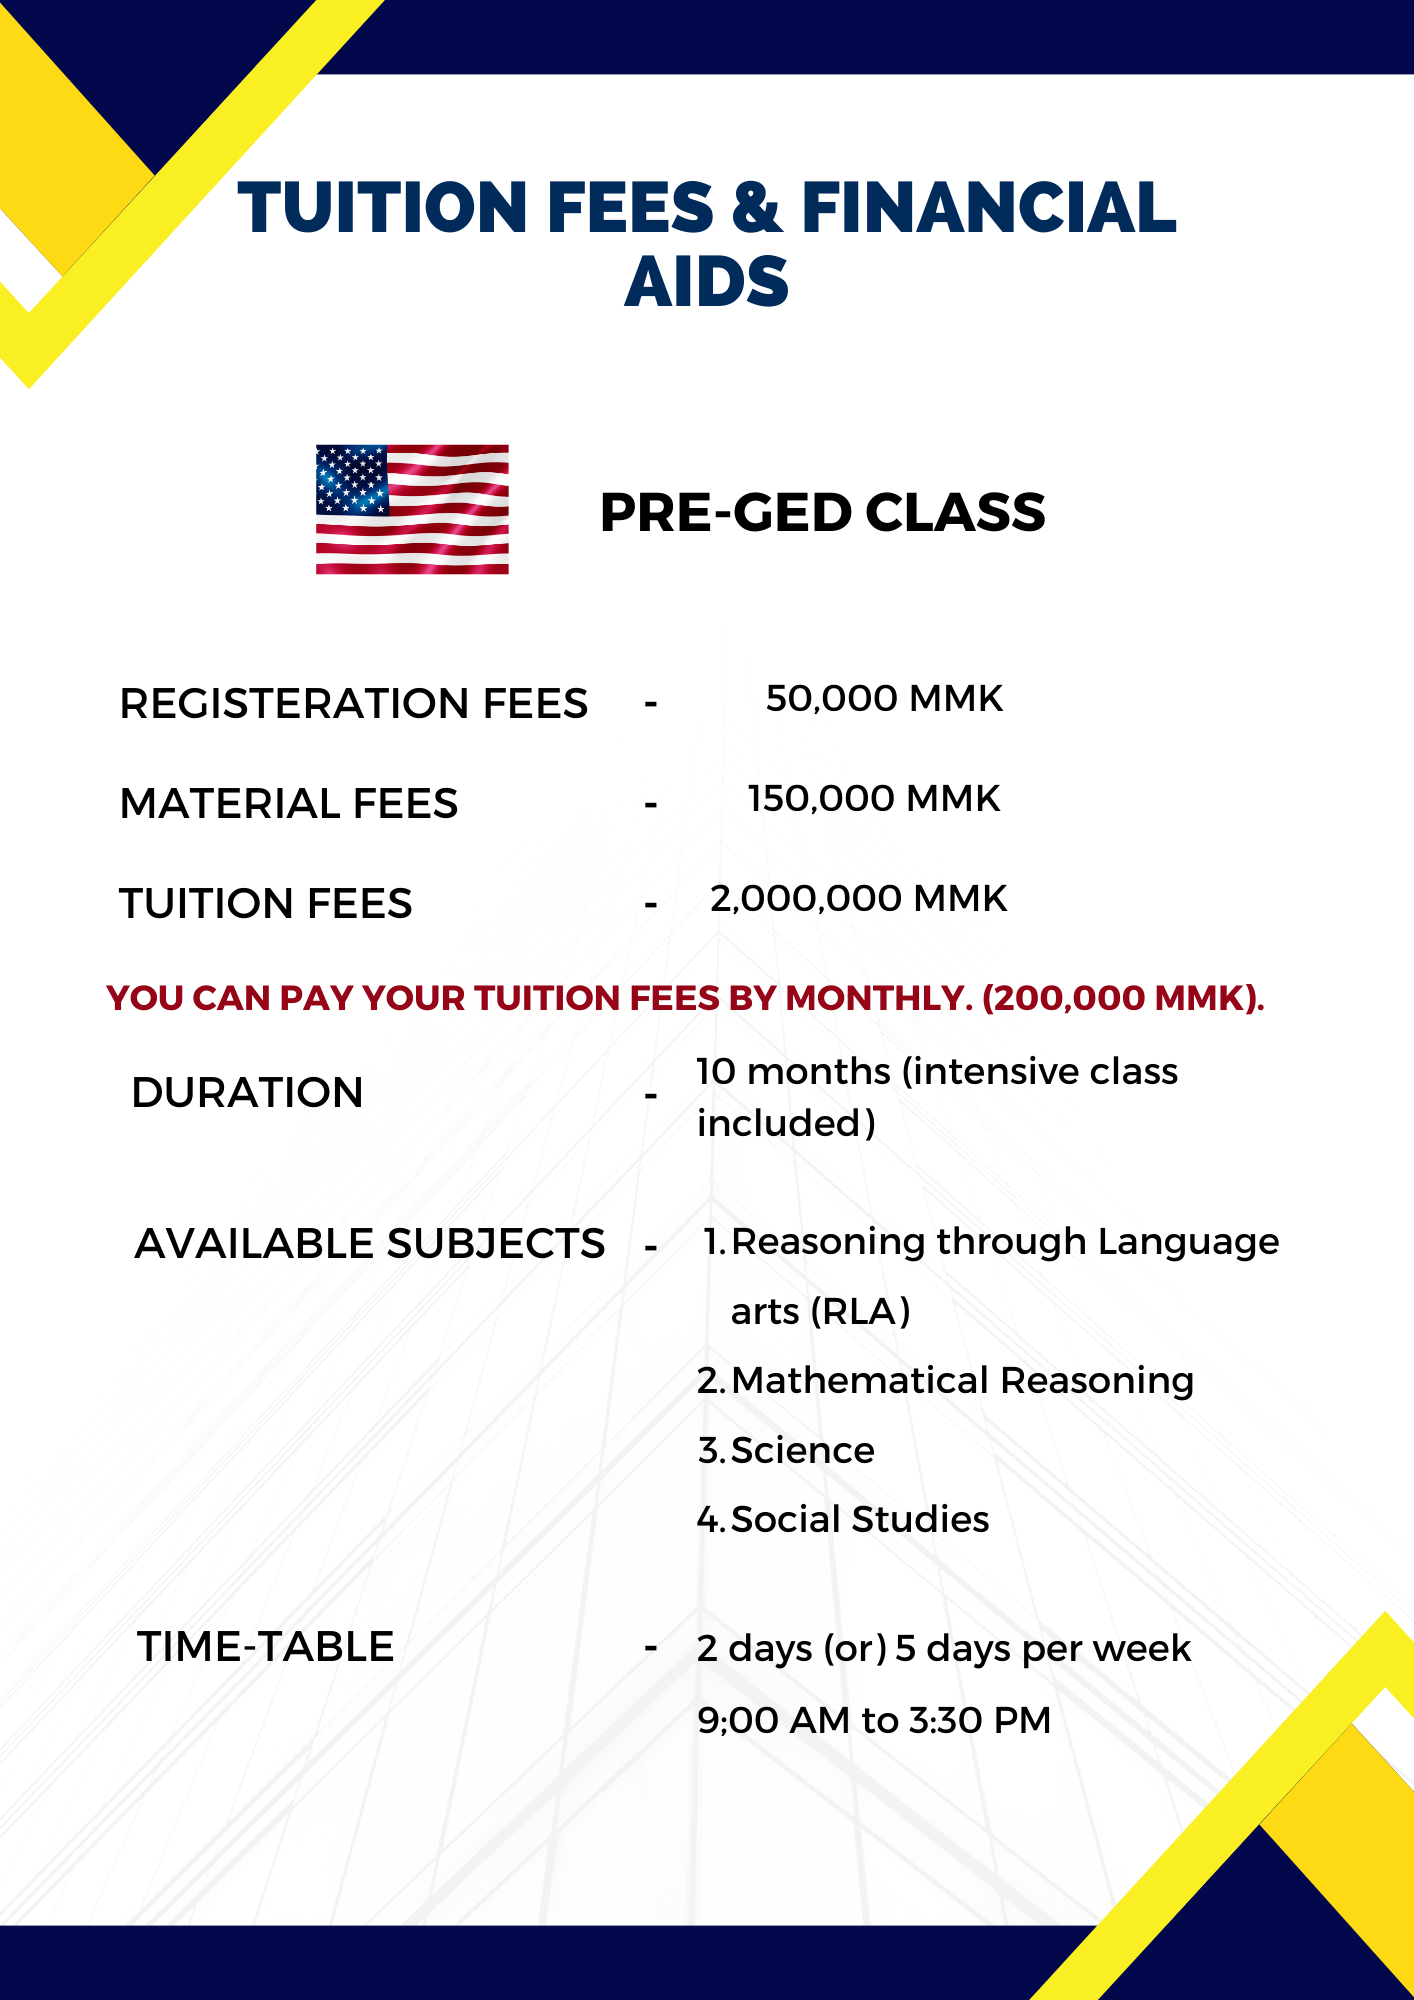 TUITION FEES & FINANCIAL
AIDS
PRE-GED CLASS
REGISTERATION FEES - 50,000 MMK
MATERIAL FEES - 150,000 MMK
TUITION FEES - 2,000,000 MMK
YOU CAN PAY YOUR TUITION FEES BY MONTHLY. (200,000 MMK).
DURATION - 10 months (intensive class
included)
AVAILABLE SUBJECTS - 1. Reasoning through Language
arts (RLA)
2. Mathematical Reasoning
3. Science
4. Social Studies
TIME-TABLE - 2 days (or) 5 days per week
9;00 AM to 3:30 PM